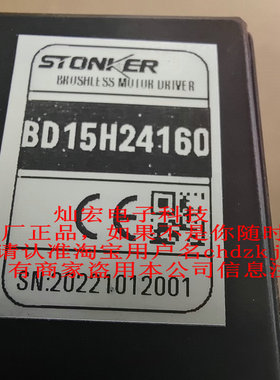 STONKER
BRUSHLESS MOTOR DRIVER
BD15H24160
CE
灿宏电子科技
厂正品,如果不是你随时
请认准淘宝用户名chdzk
有商家盗用本公司信息
SN:20221012001